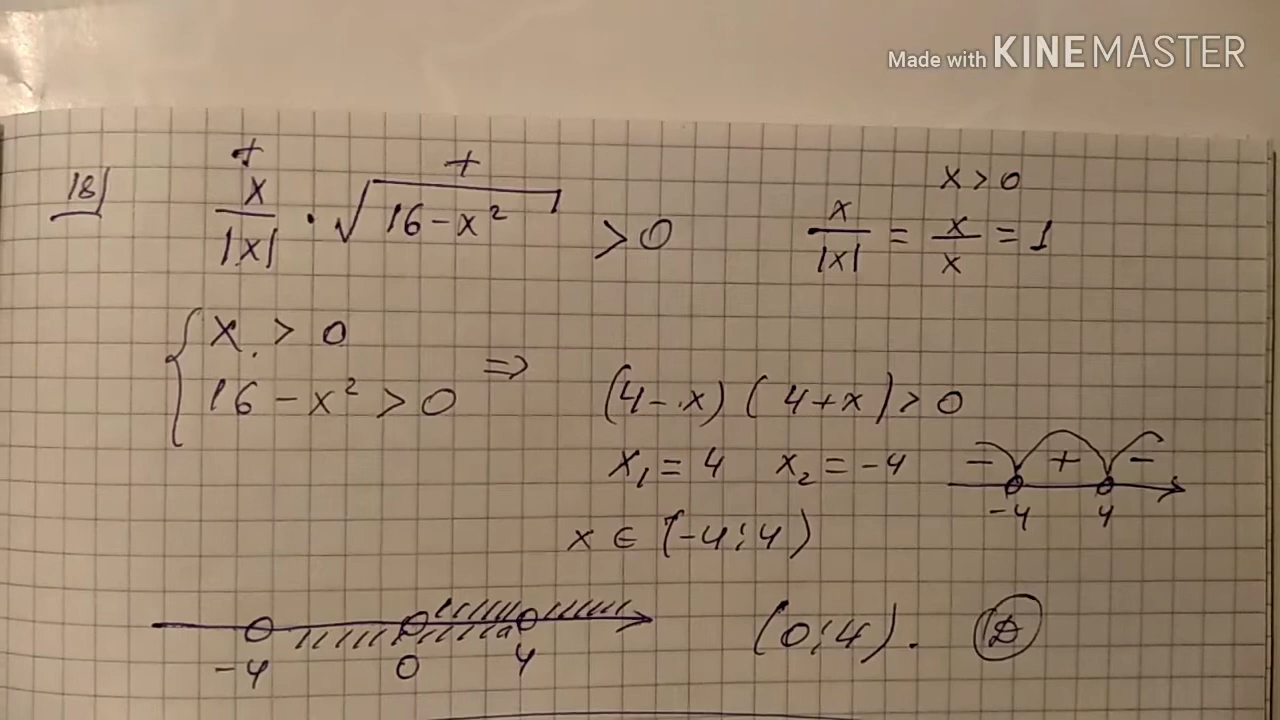 Made with KINEMASTER
18) x/|x| · √(16-x²) > 0
+ +
x > 0
x/|x| = x/x = 1
{ x > 0
16 - x² > 0 ⇒
(4-x) (4+x) > 0
x₁ = 4 x₂ = -4
- + -
-4 4
x ∈ (-4; 4)
-4 0 4
(0; 4). D